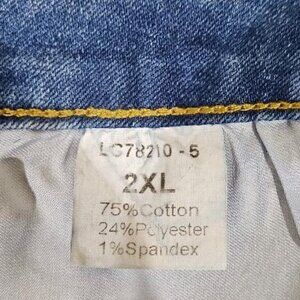 LC78210-5
2XL
75%Cotton
24%Polyester
1%Spandex